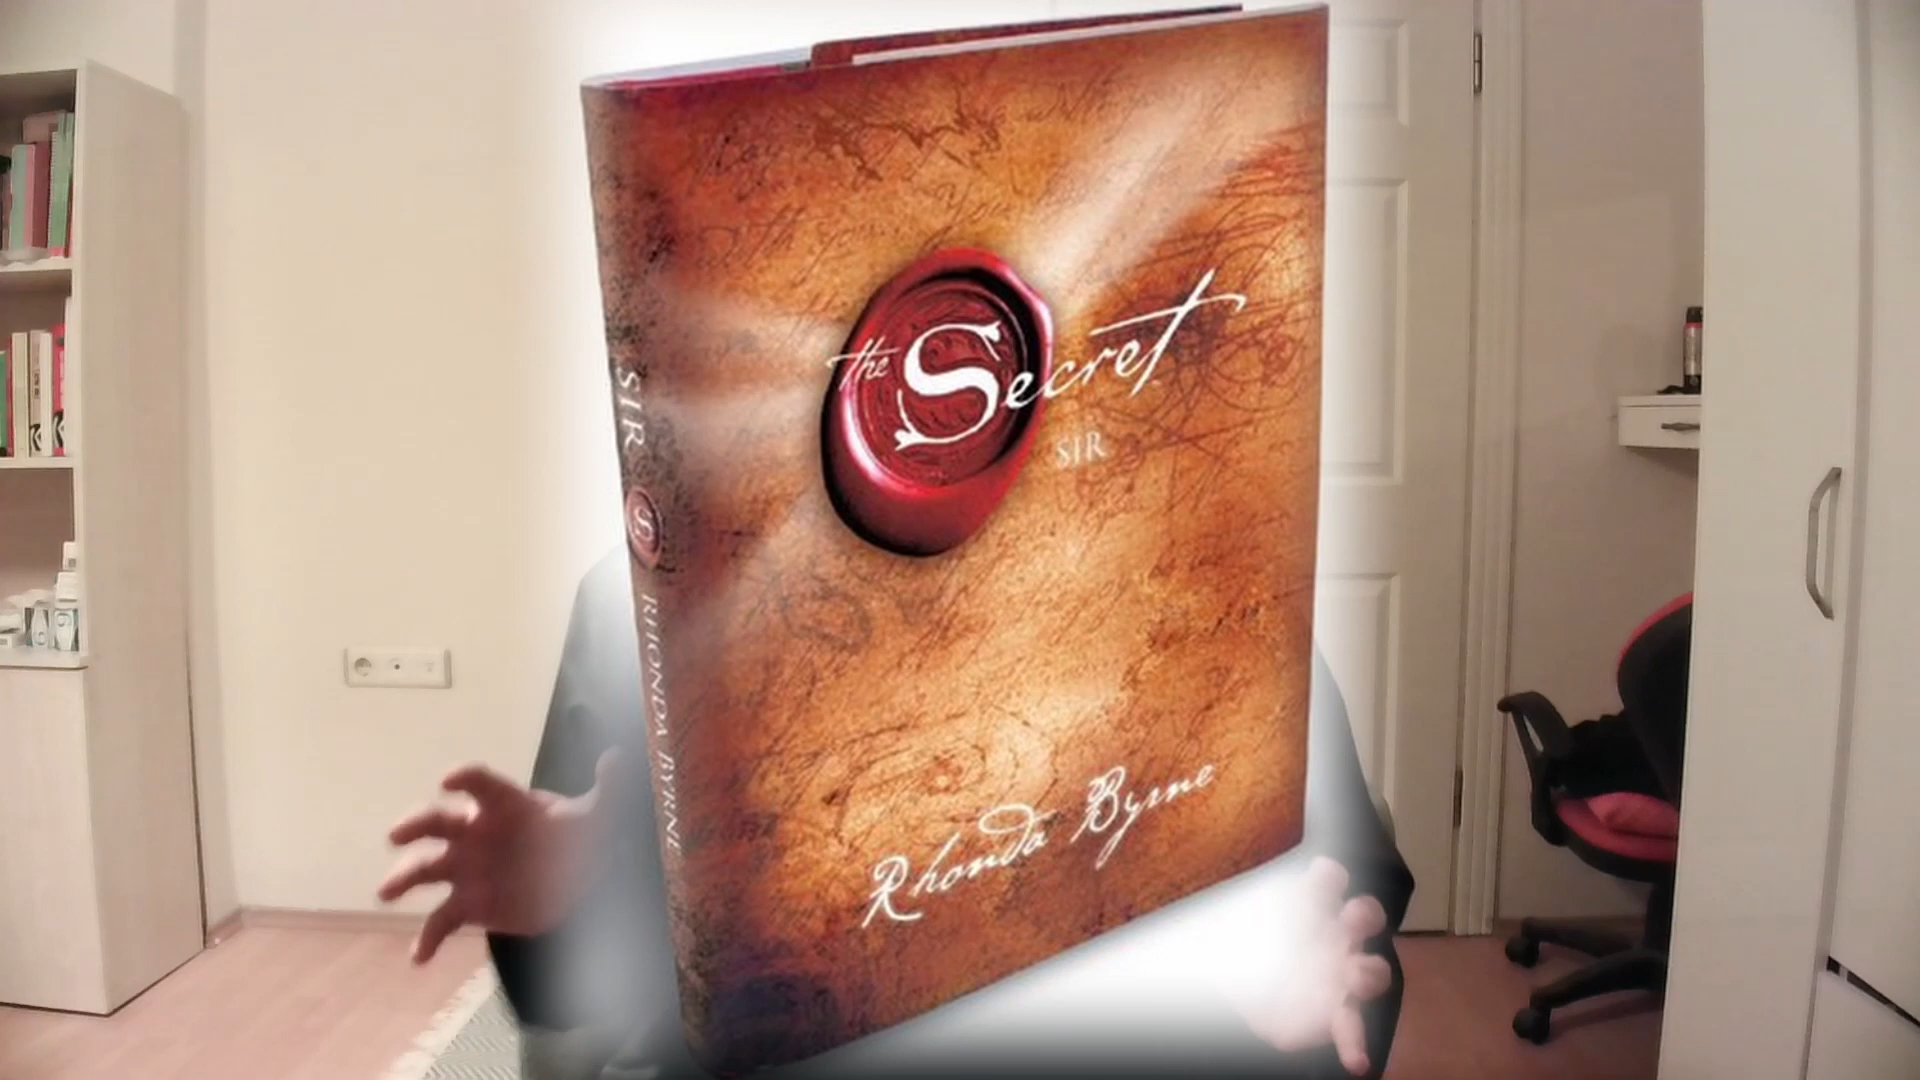 the Secret
SIR
Rhonda Byrne
SIR
S
RHONDA BYRNE